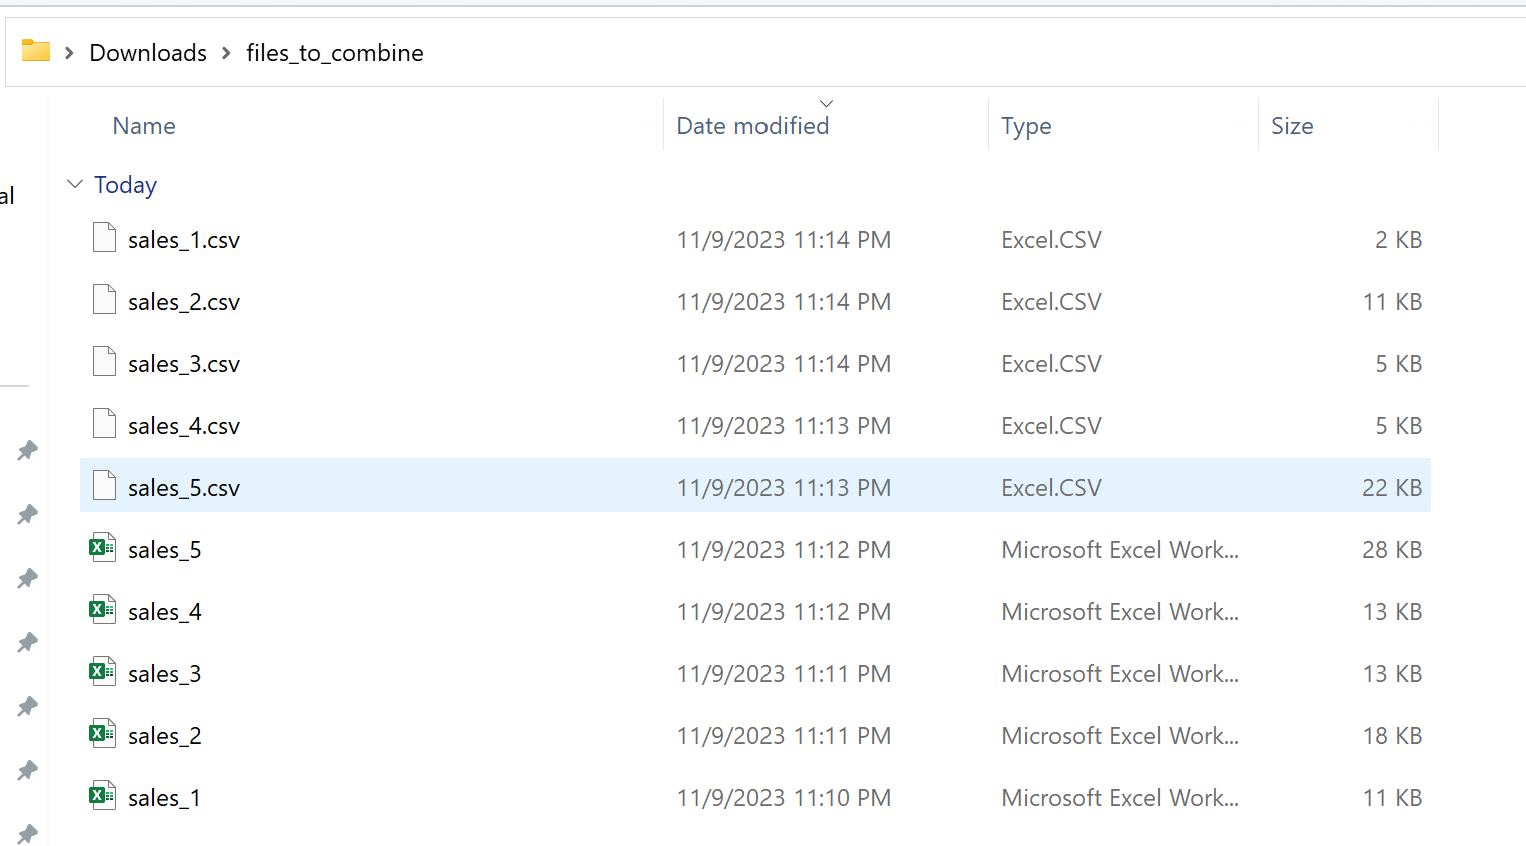 Downloads > files_to_combine
Name Date modified Type Size
Today
al
sales_1.csv 11/9/2023 11:14 PM Excel.CSV 2 KB
sales_2.csv 11/9/2023 11:14 PM Excel.CSV 11 KB
sales_3.csv 11/9/2023 11:14 PM Excel.CSV 5 KB
sales_4.csv 11/9/2023 11:13 PM Excel.CSV 5 KB
sales_5.csv 11/9/2023 11:13 PM Excel.CSV 22 KB
sales_5 11/9/2023 11:12 PM Microsoft Excel Work... 28 KB
sales_4 11/9/2023 11:12 PM Microsoft Excel Work... 13 KB
sales_3 11/9/2023 11:11 PM Microsoft Excel Work... 13 KB
sales_2 11/9/2023 11:11 PM Microsoft Excel Work... 18 KB
sales_1 11/9/2023 11:10 PM Microsoft Excel Work... 11 KB